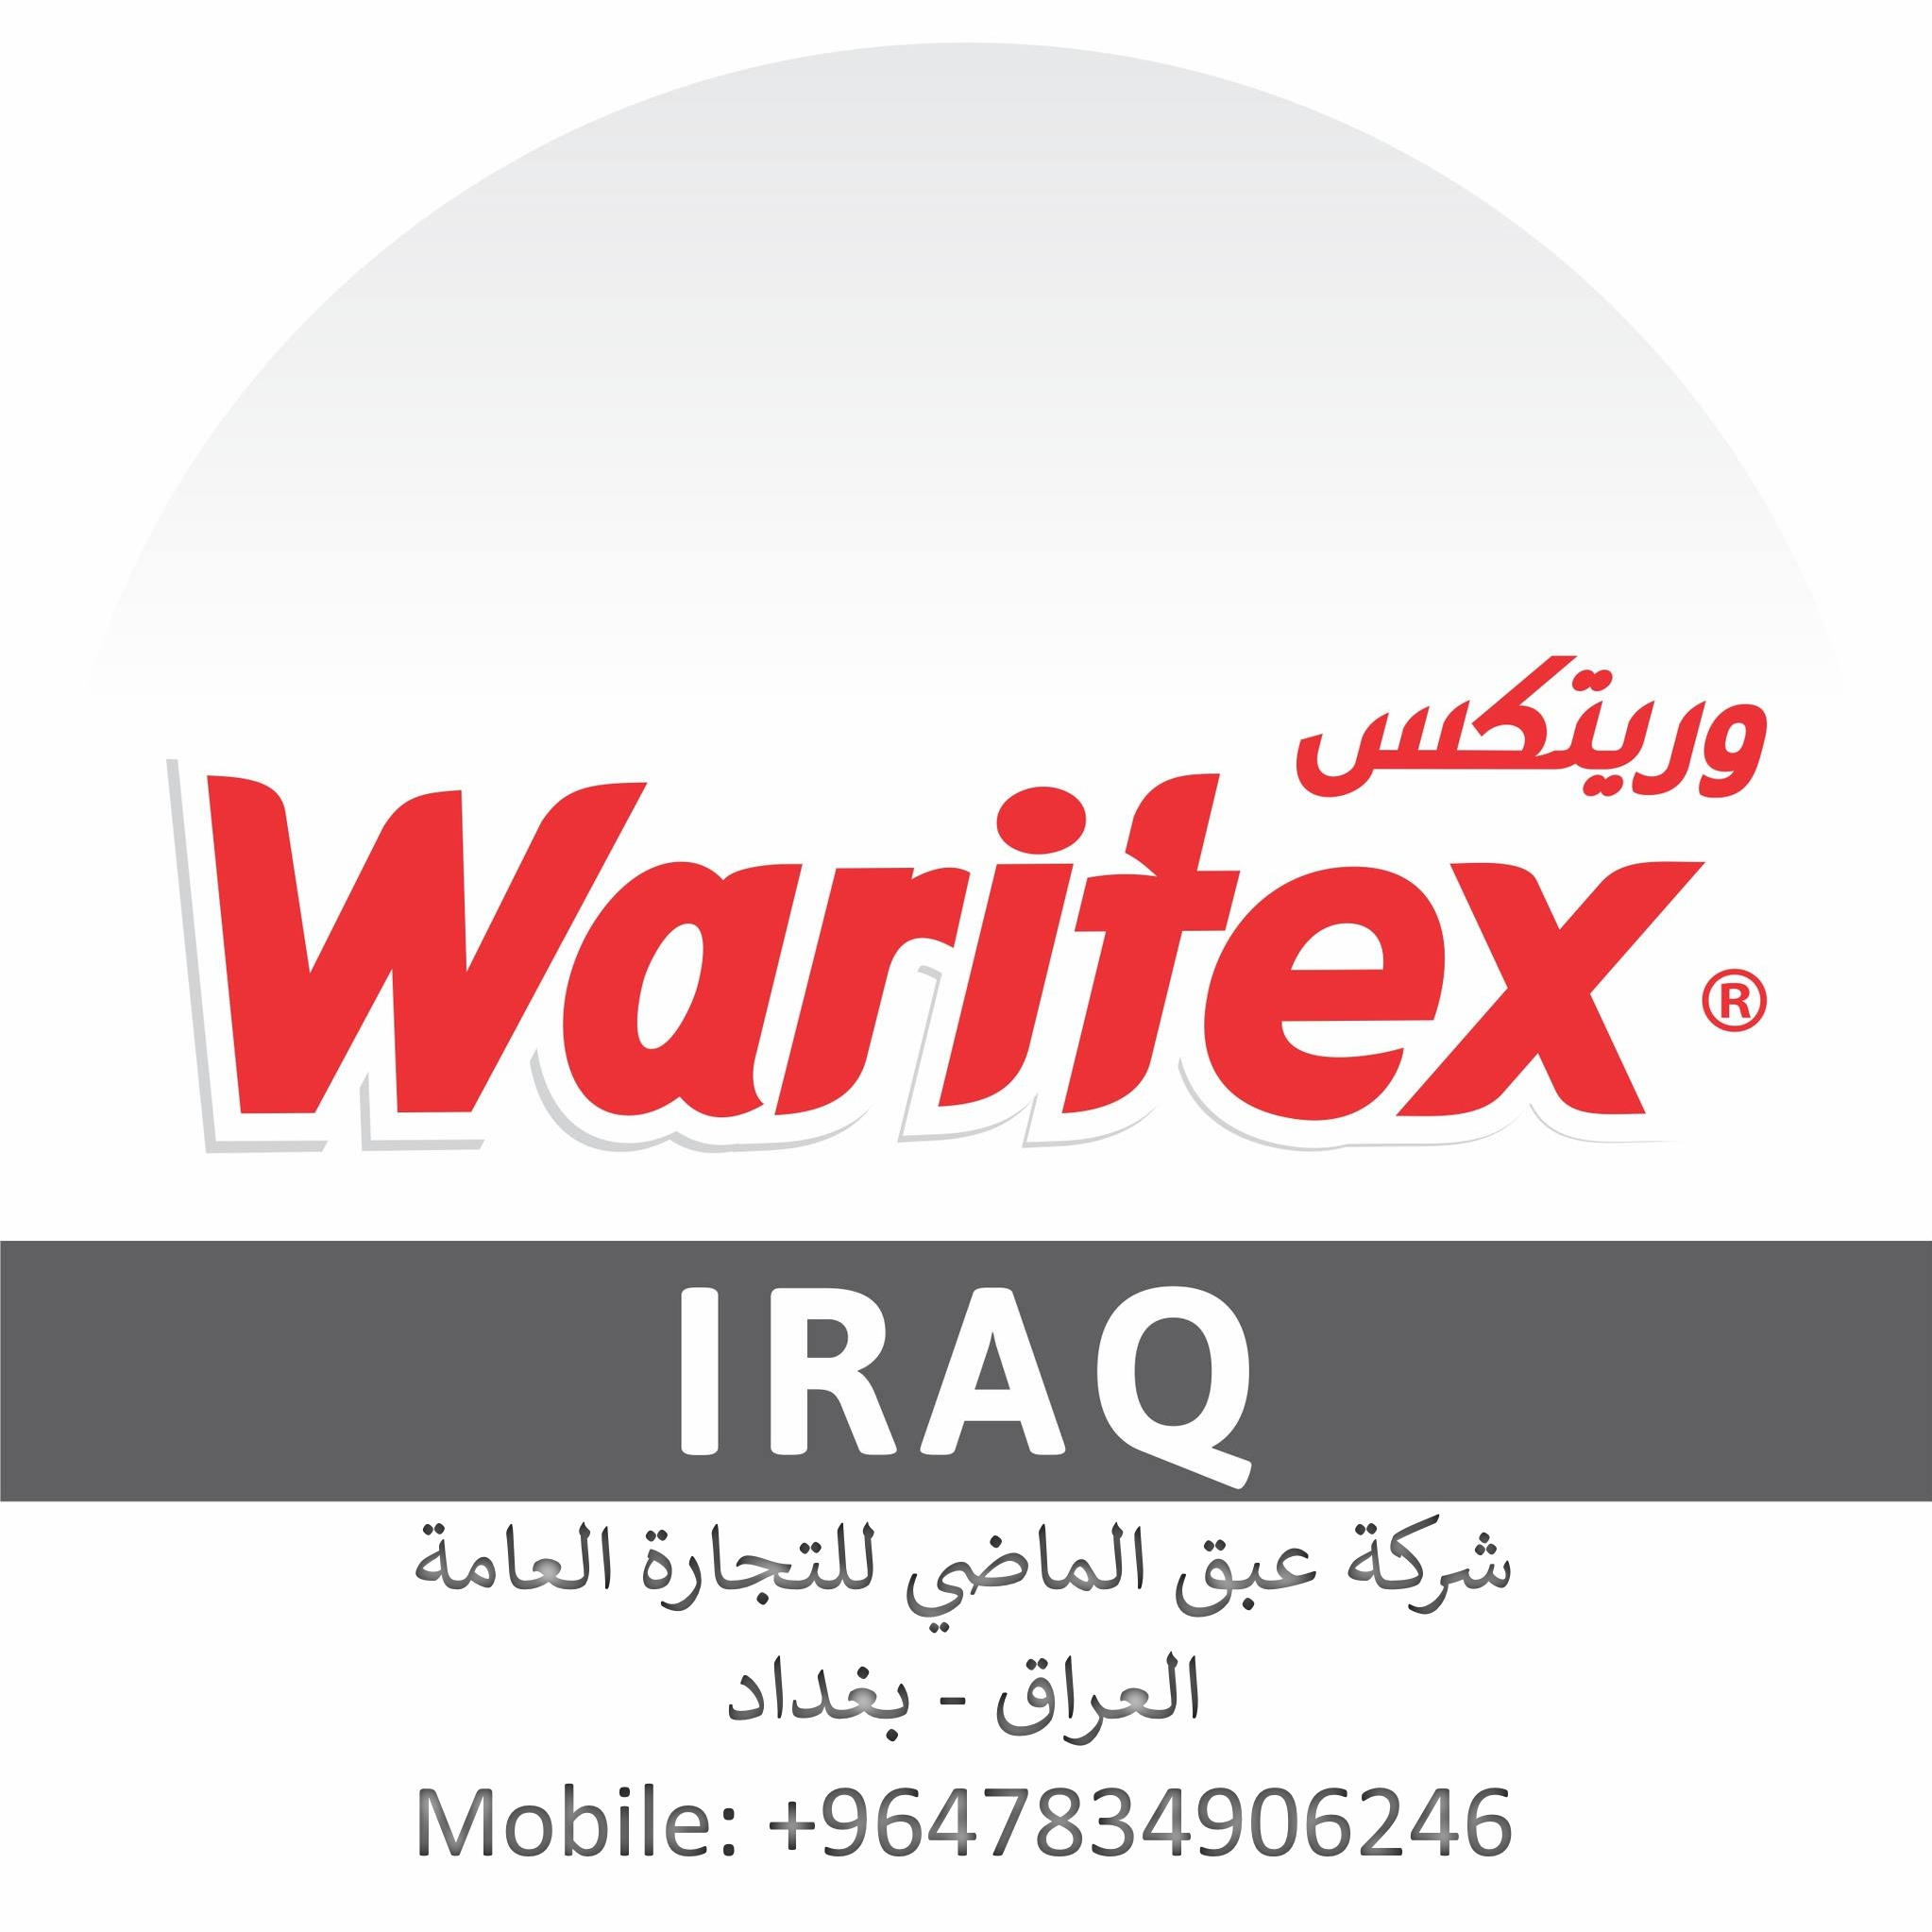 وريتكس
Waritex ®
IRAQ
شركة عبق الماضي للتجارة العامة
العراق - بغداد
Mobile: +9647834906246